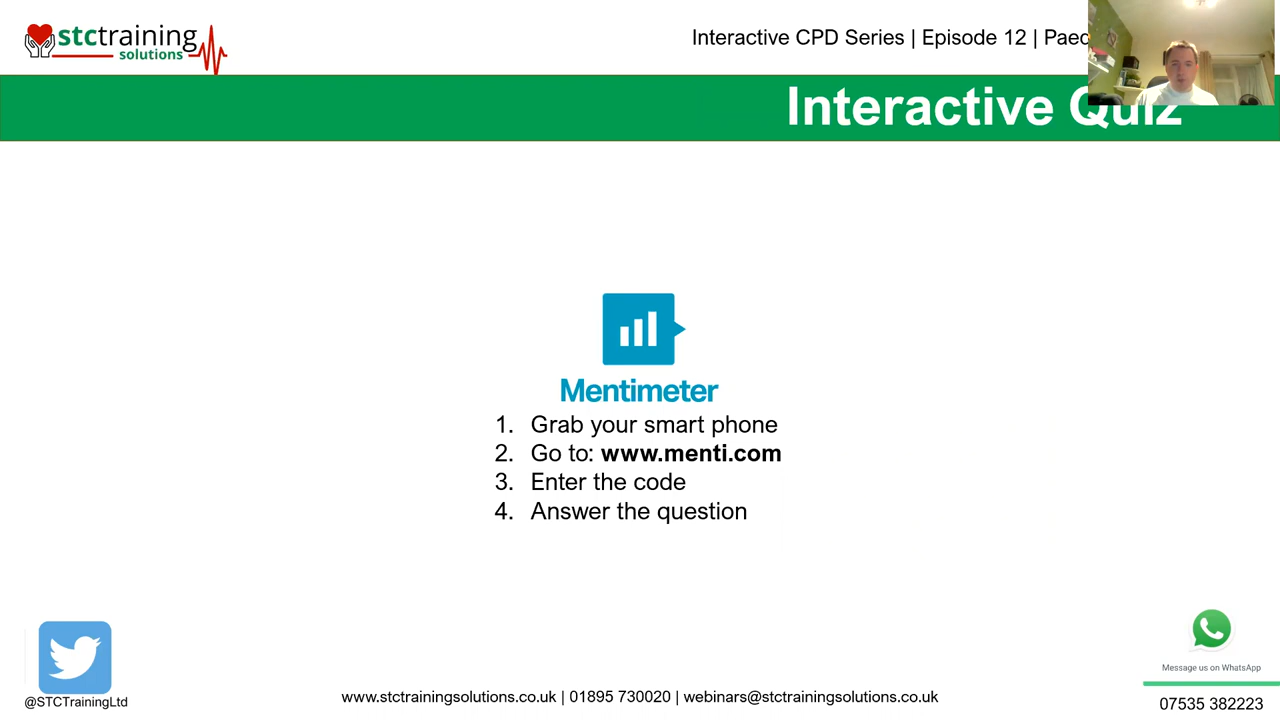 stctraining
solutions
Interactive CPD Series | Episode 12 |
Interactive Quiz
Mentimeter
1. Grab your smart phone
2. Go to: www.menti.com
3. Enter the code
4. Answer the question
@STCTrainingLtd
www.stctrainingsolutions.co.uk | 01895 730020 | webinars@stctrainingsolutions.co.uk
Message us on WhatsApp
07535 382223